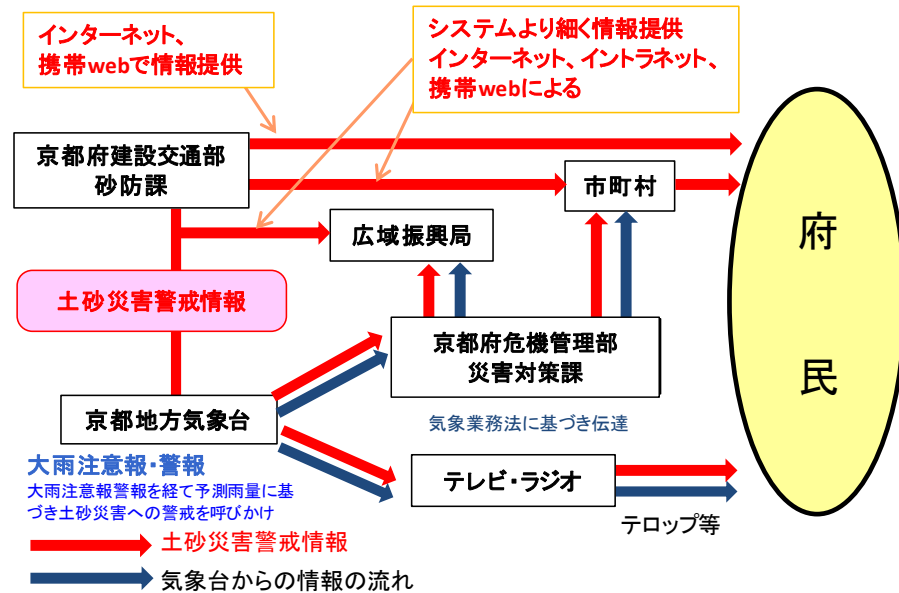 インターネット、
携帯webで情報提供
システムより細く情報提供
インターネット、イントラネット、
携帯webによる
京都府建設交通部
砂防課
市町村
広域振興局
府
民
土砂災害警戒情報
京都府危機管理部
災害対策課
京都地方気象台
気象業務法に基づき伝達
大雨注意報・警報
大雨注意報警報を経て予測雨量に基
づき土砂災害への警戒を呼びかけ
テレビ・ラジオ
テロップ等
土砂災害警戒情報
気象台からの情報の流れ